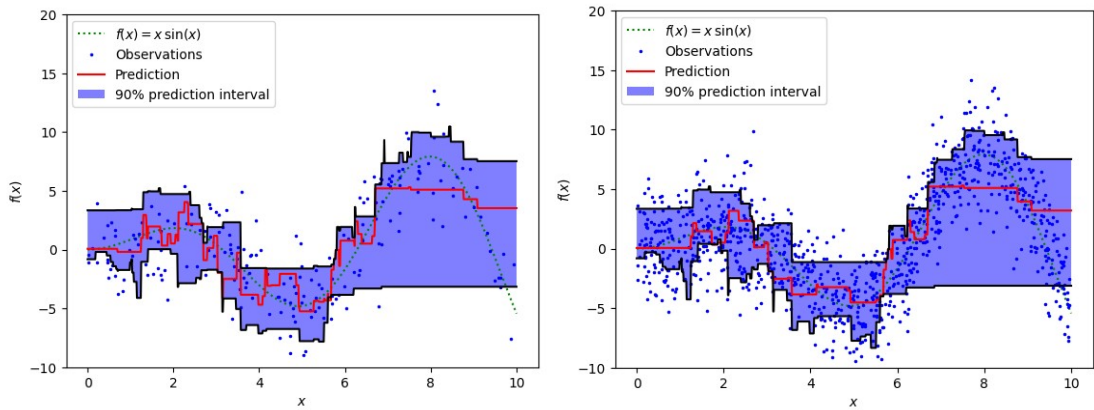 20
15
10
5
0
−5
−10
f(x)
f(x) = x sin(x)
Observations
Prediction
90% prediction interval
0 2 4 6 8 10
x
20
15
10
5
0
−5
−10
f(x)
f(x) = x sin(x)
Observations
Prediction
90% prediction interval
0 2 4 6 8 10
x